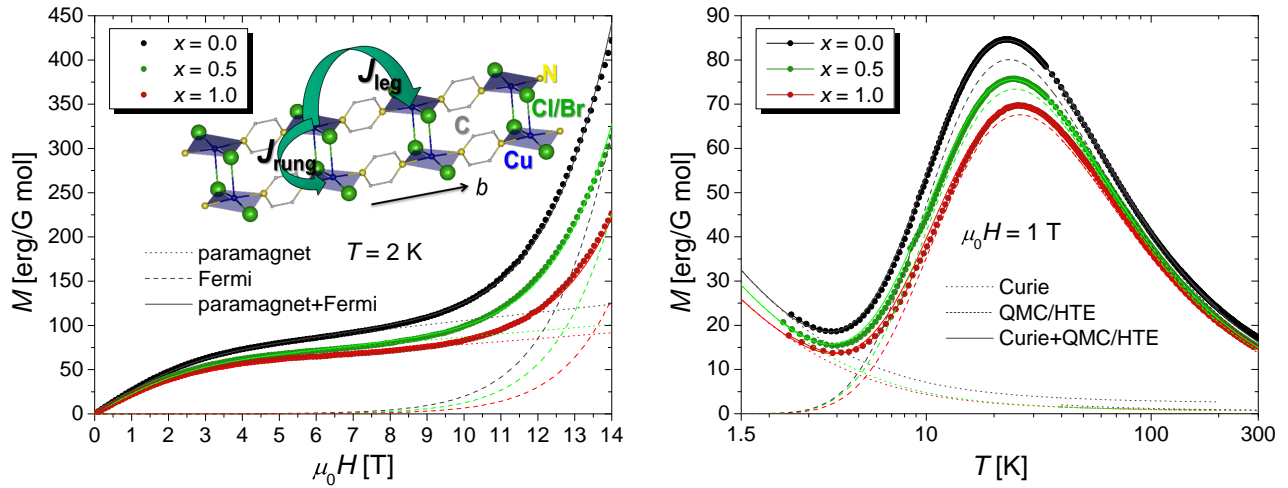 450
400
350
300
250
200
150
100
50
0
M [erg/G mol]
x = 0.0
x = 0.5
x = 1.0
J_leg
J_rung
N
Cl/Br
C
Cu
b
paramagnet
Fermi
paramagnet+Fermi
T = 2 K
0 1 2 3 4 5 6 7 8 9 10 11 12 13 14
μ₀H [T]
90
80
70
60
50
40
30
20
10
0
M [erg/G mol]
x = 0.0
x = 0.5
x = 1.0
μ₀H = 1 T
Curie
QMC/HTE
Curie+QMC/HTE
1.5 10 100 300
T [K]